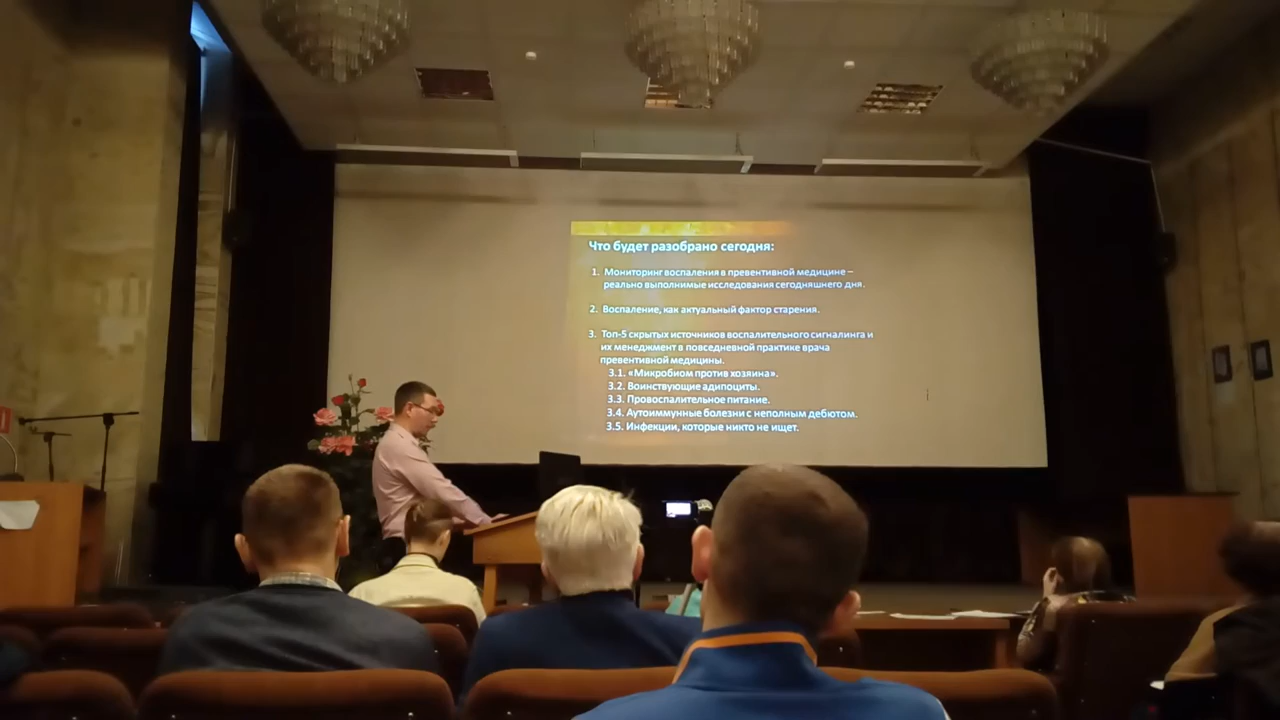 Что будет разобрано сегодня:
1. Мониторинг воспаления в превентивной медицине –
реально выполнимые исследования сегодняшнего дня.
2. Воспаление, как актуальный фактор старения.
3. Топ-5 скрытых источников воспалительного сигналинга и
их менеджмент в повседневной практике врача
превентивной медицины.
3.1. «Микробиом против хозяина».
3.2. Воинствующие адипоциты.
3.3. Провоспалительное питание.
3.4. Аутоиммунные болезни с неполным дебютом.
3.5. Инфекции, которые никто не ищет.